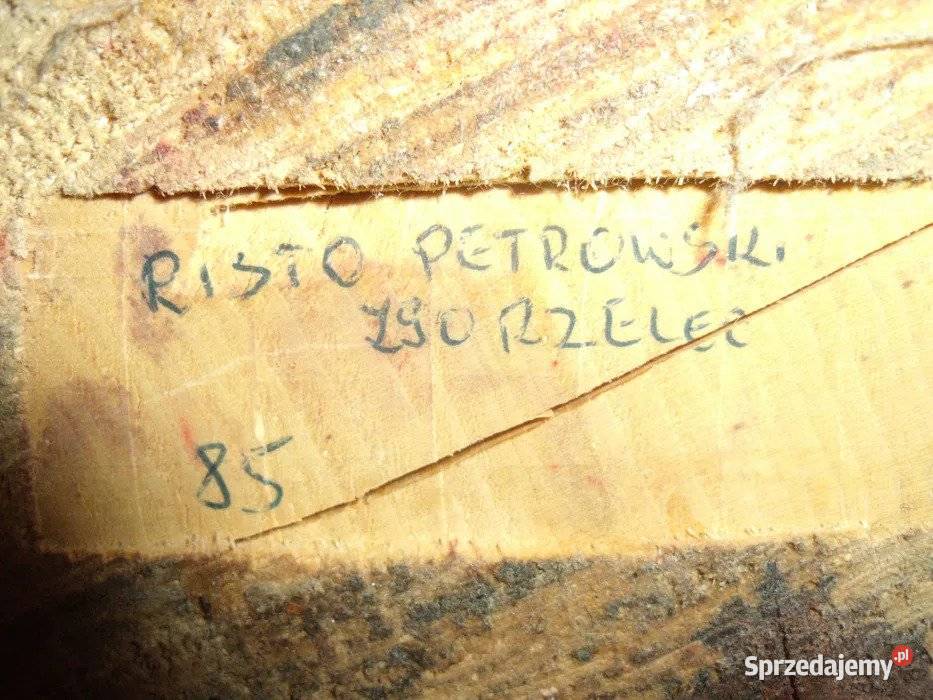 RISTO PETROWSKI
ZGORZELEC
85
Sprzedajemy.pl